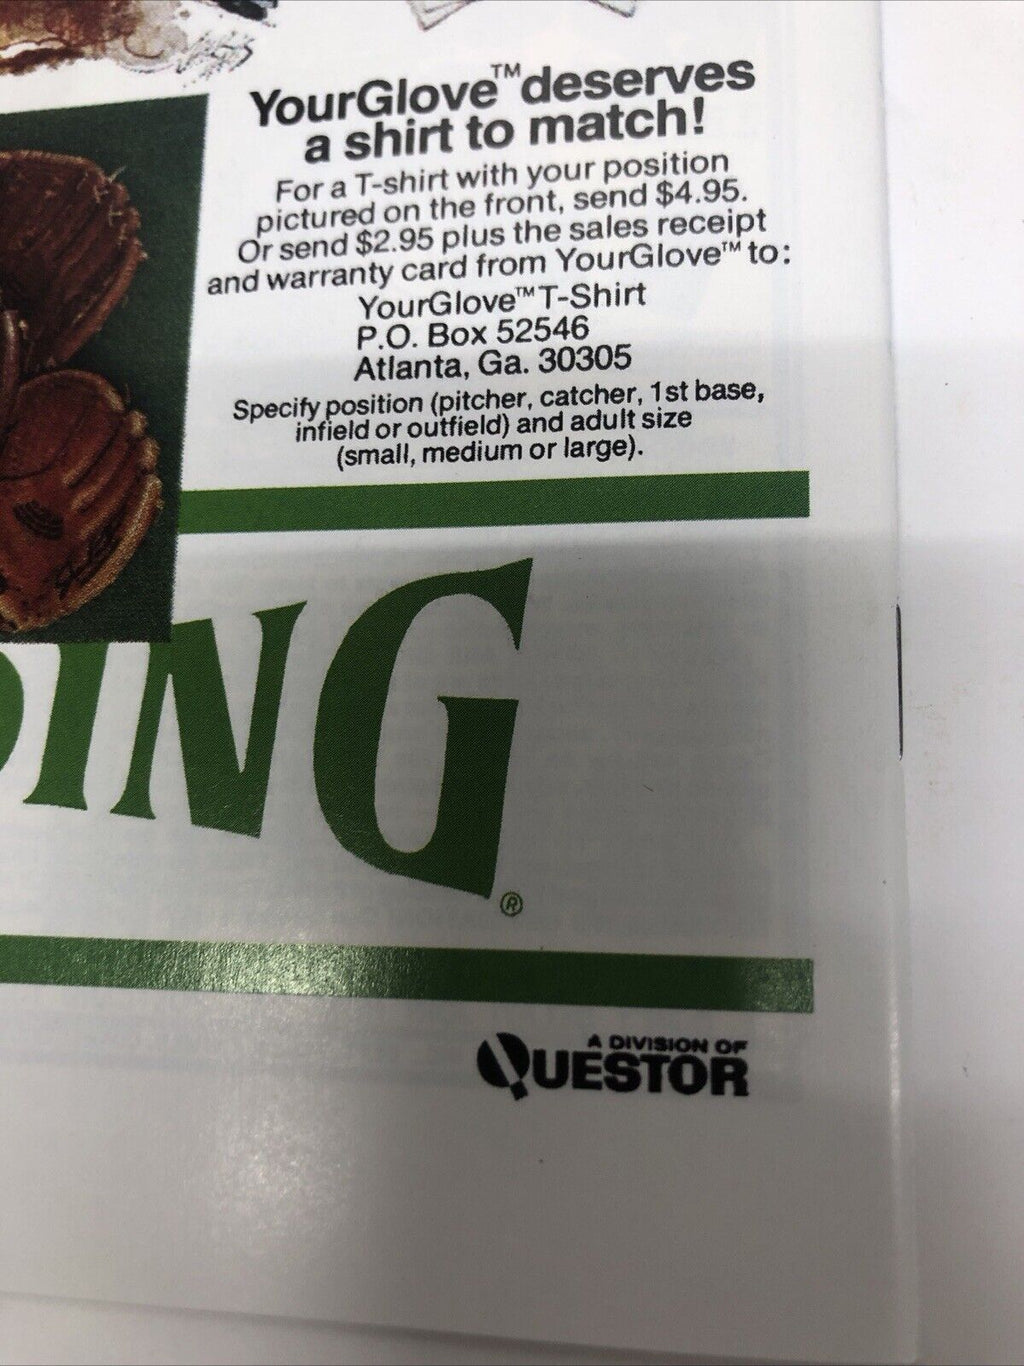 YourGlove™ deserves
a shirt to match!
For a T-shirt with your position
pictured on the front, send $4.95.
Or send $2.95 plus the sales receipt
and warranty card from YourGlove™ to:
YourGlove™ T-Shirt
P.O. Box 52546
Atlanta, Ga. 30305
Specify position (pitcher, catcher, 1st base,
infield or outfield) and adult size
(small, medium or large).
DING®
A DIVISION OF
QUESTOR